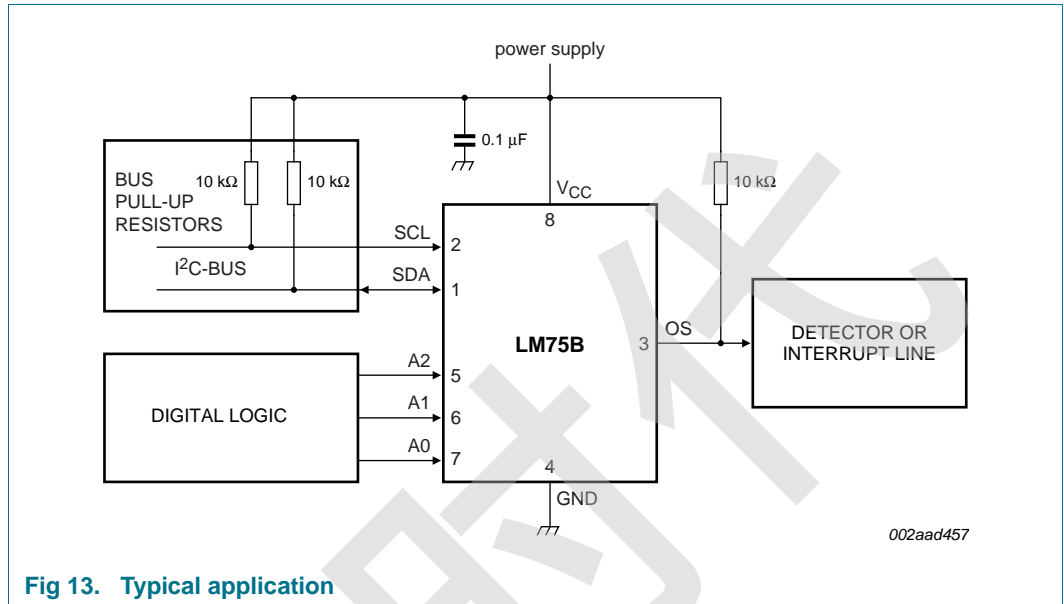 power supply
0.1 μF
BUS
PULL-UP
RESISTORS
10 kΩ
10 kΩ
10 kΩ
VCC
8
SCL
2
I2C-BUS
SDA
1
OS
3
LM75B
DETECTOR OR
INTERRUPT LINE
A2
5
DIGITAL LOGIC
A1
6
A0
7
4
GND
002aad457
Fig 13. Typical application
时代